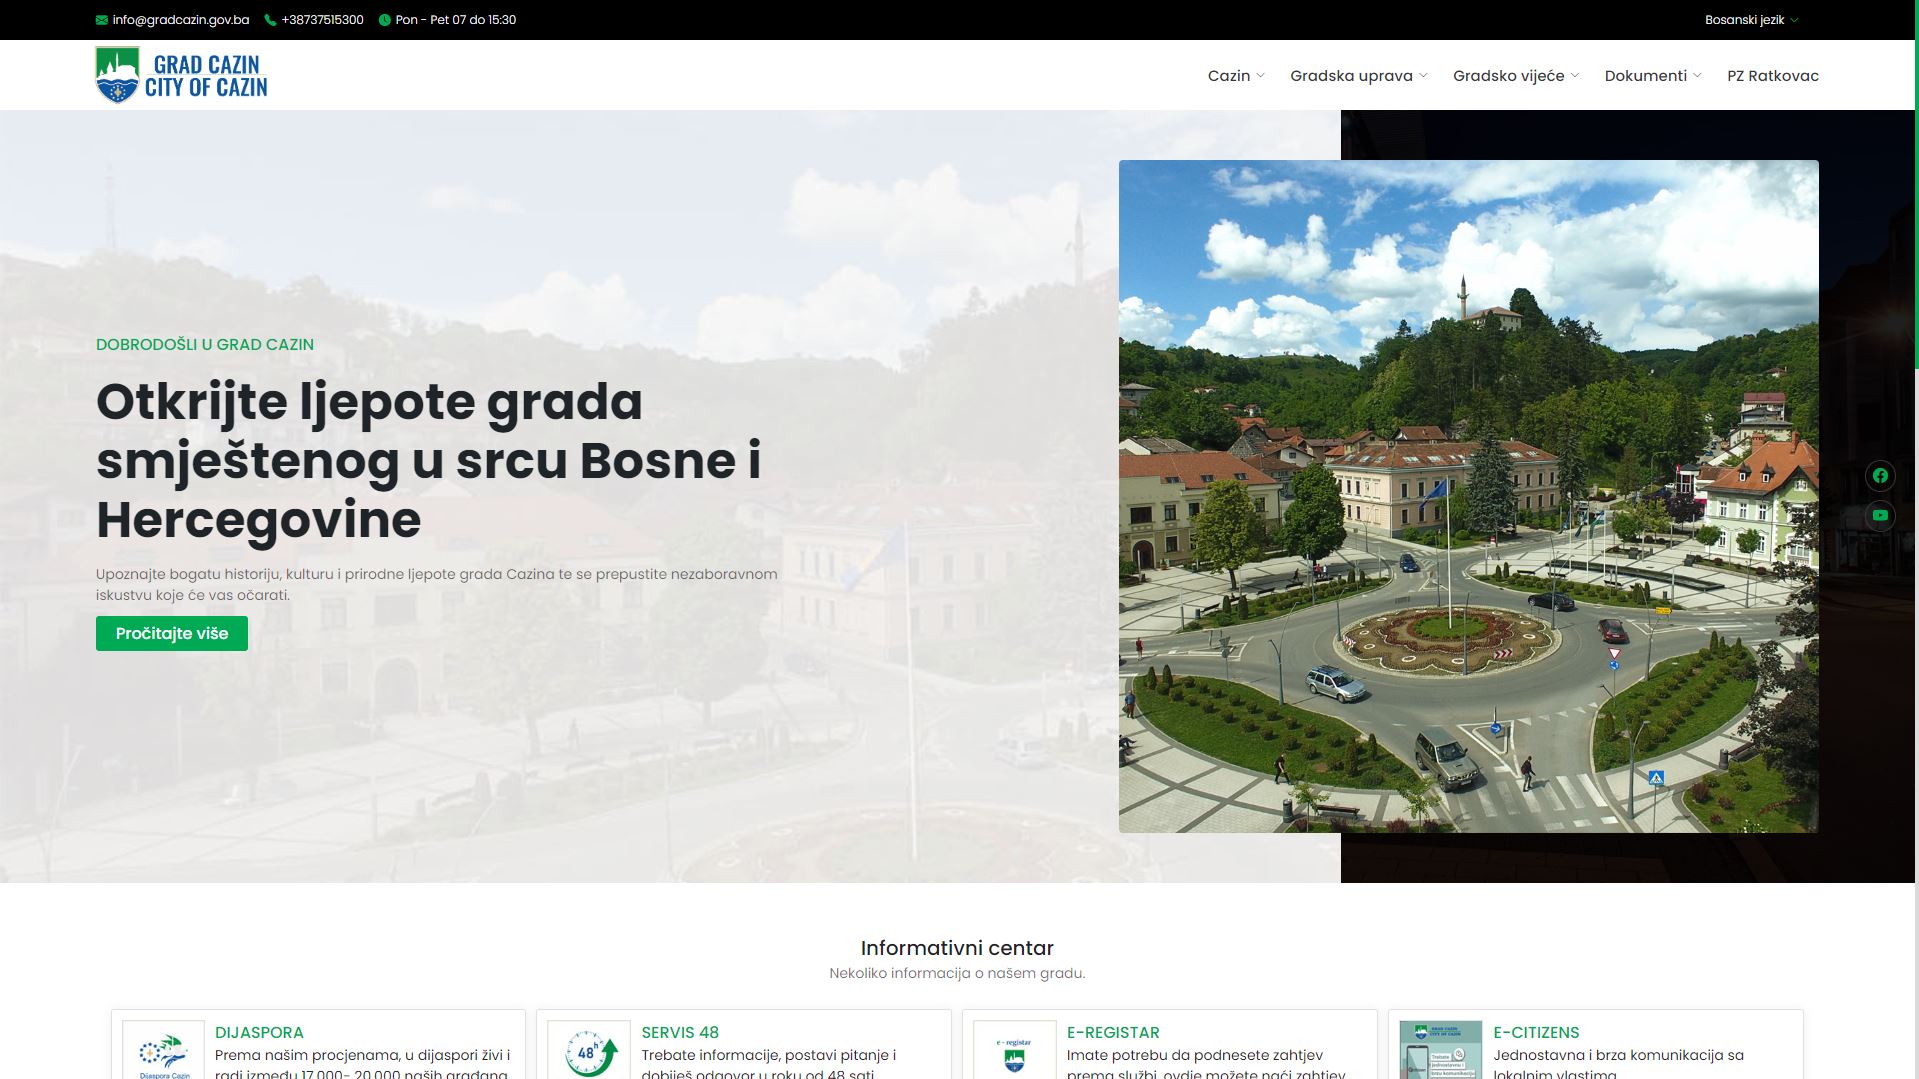 info@gradcazin.gov.ba +38737515300 Pon - Pet 07 do 15:30 Bosanski jezik
GRAD CAZIN
CITY OF CAZIN
Cazin Gradska uprava Gradsko vijeće Dokumenti PZ Ratkovac
DOBRODOŠLI U GRAD CAZIN
Otkrijte ljepote grada
smještenog u srcu Bosne i
Hercegovine
Upoznajte bogatu historiju, kulturu i prirodne ljepote grada Cazina te se prepustite nezaboravnom
iskustvu koje će vas očarati.
Pročitajte više
Informativni centar
Nekoliko informacija o našem gradu.
Dijaspora Cazin
DIJASPORA
Prema našim procjenama, u dijaspori živi i
radi između 17.000- 20.000 naših građana
48h
SERVIS 48
Trebate informacije, postavi pitanje i
dobiješ odgovor u roku od 48 sati
e - registar
E-REGISTAR
Imate potrebu da podnesete zahtjev
prema službi, ovdje možete naći zahtjev
GRAD CAZIN
CITY OF CAZIN
Trebate
jednostavnu i
brzu komunikaciju
E-CITIZENS
Jednostavna i brza komunikacija sa
lokalnim vlastima